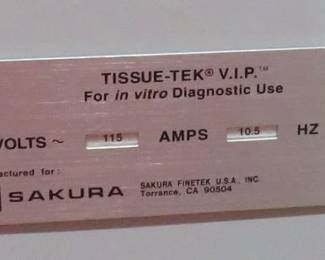 TISSUE-TEK® V.I.P.™
For in vitro Diagnostic Use
VOLTS ~ 115 AMPS 10.5 HZ
actured for:
SAKURA SAKURA FINETEK U.S.A., INC.
Torrance, CA 90504